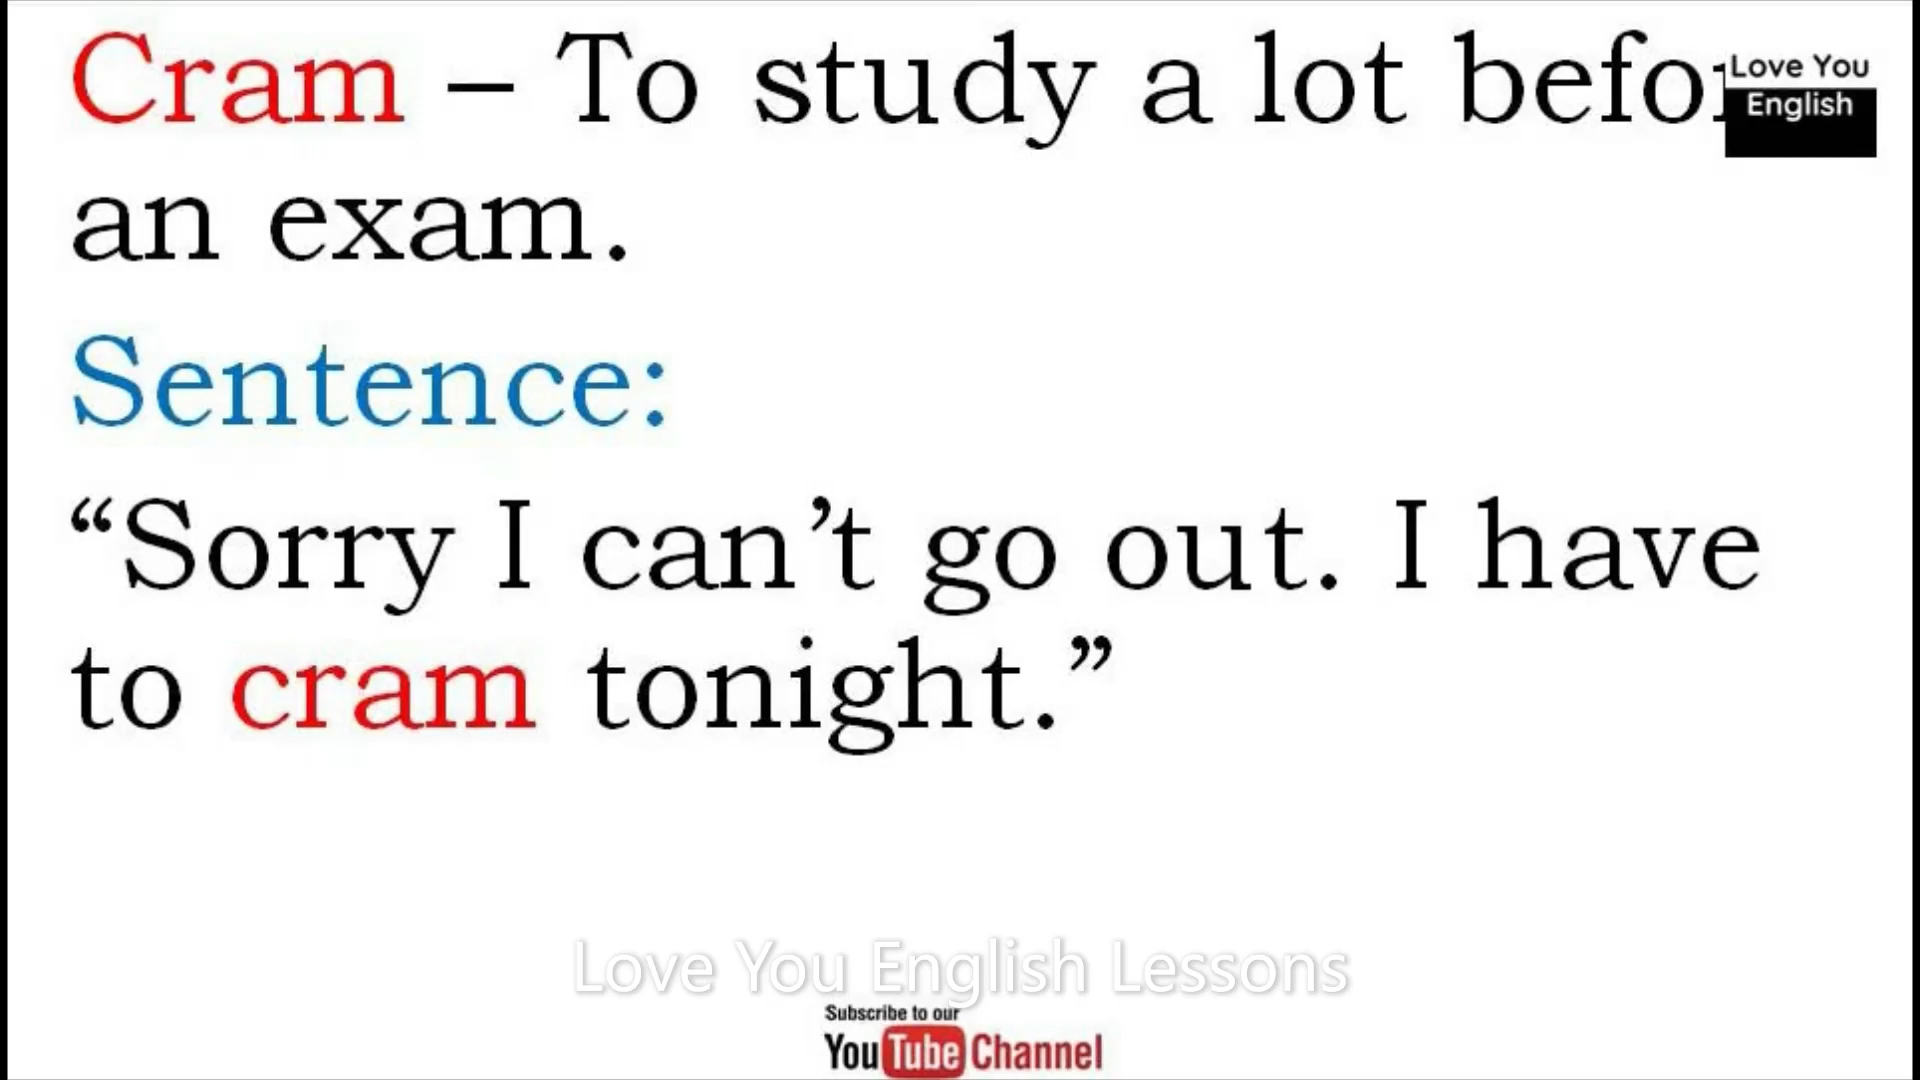 Cram – To study a lot befor
Love You
English
an exam.
Sentence:
“Sorry I can’t go out. I have
to cram tonight.”
Love You English Lessons
Subscribe to our
YouTube Channel